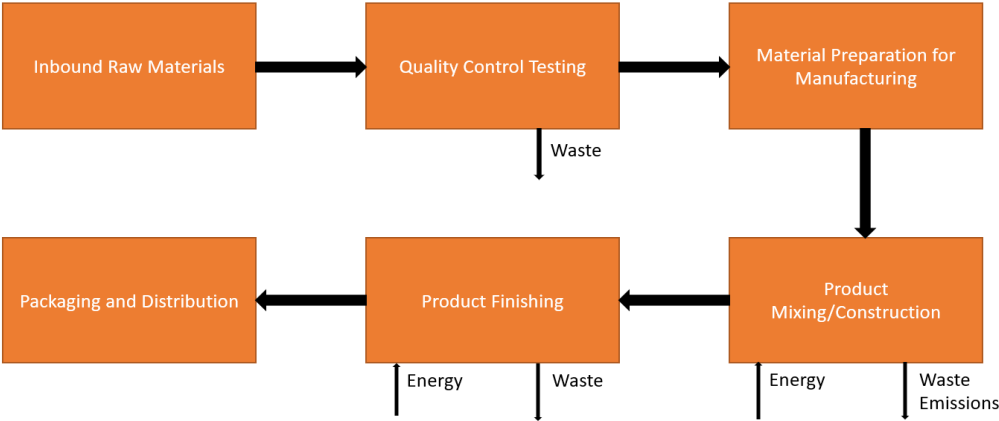 Inbound Raw Materials
Quality Control Testing
Material Preparation for
Manufacturing
Waste
Packaging and Distribution
Product Finishing
Product
Mixing/Construction
Energy
Waste
Energy
Waste
Emissions